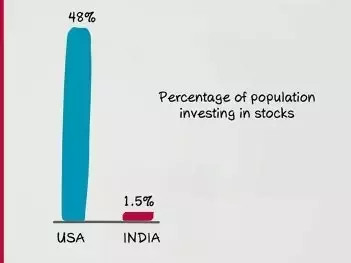 48%
Percentage of population
investing in stocks
1.5%
USA
INDIA